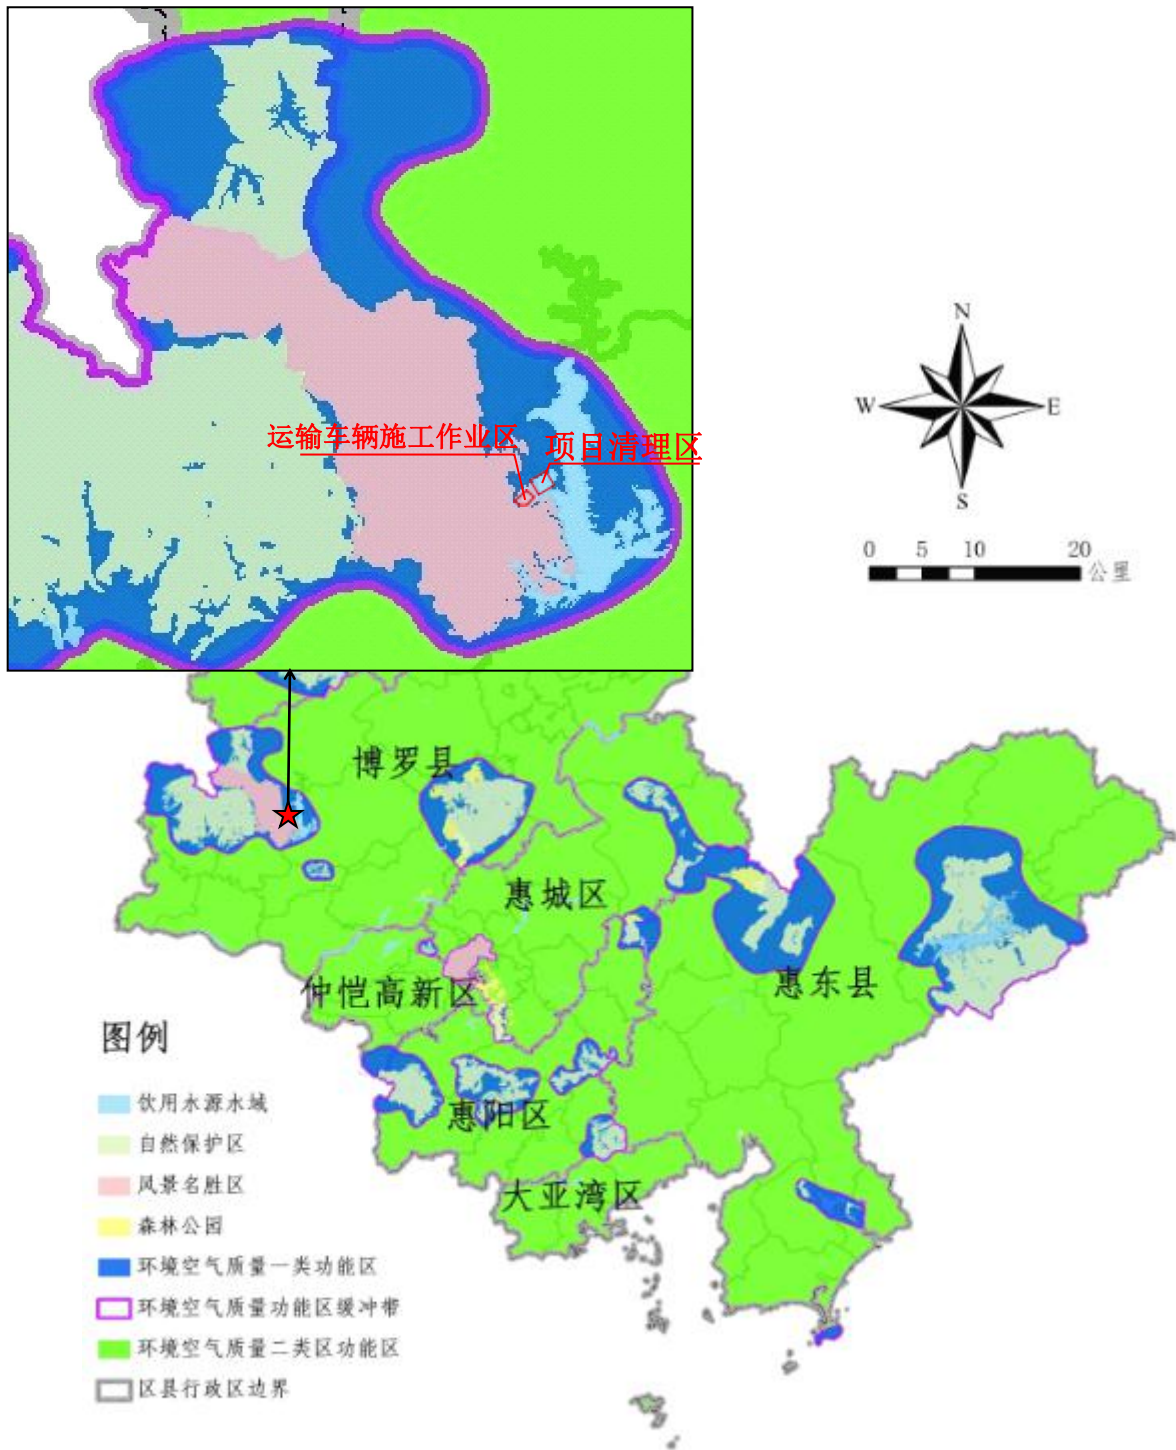 运输车辆施工作业区
项目清理区
N
W
E
S
0 5 10 20
公里
博罗县
惠城区
惠东县
仲恺高新区
惠阳区
大亚湾区
图例
饮用水源水域
自然保护区
风景名胜区
森林公园
环境空气质量一类功能区
环境空气质量功能区缓冲带
环境空气质量二类区功能区
区县行政区边界